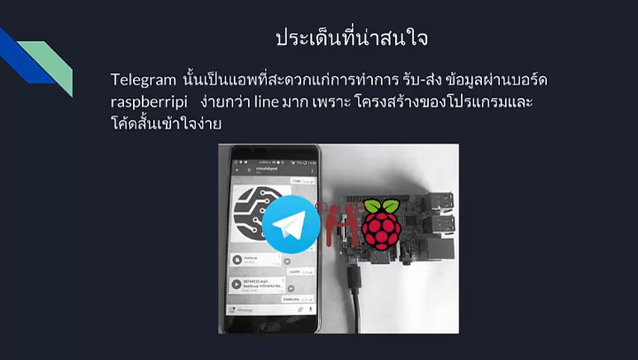 ประเด็นที่น่าสนใจ
Telegram นั้นเป็นแอพที่สะดวกแก่การทำการ รับ-ส่ง ข้อมูลผ่านบอร์ด
raspberripi ง่ายกว่า line มาก เพราะ โครงสร้างของโปรแกรมและ
โค้ดสั้นเข้าใจง่าย
Message